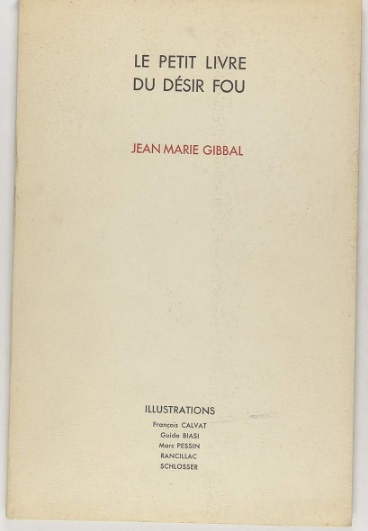 LE PETIT LIVRE
DU DÉSIR FOU
JEAN MARIE GIBBAL
ILLUSTRATIONS
François CALVAT
Guido BIASI
Marc PESSIN
RANCILLAC
SCHLOSSER